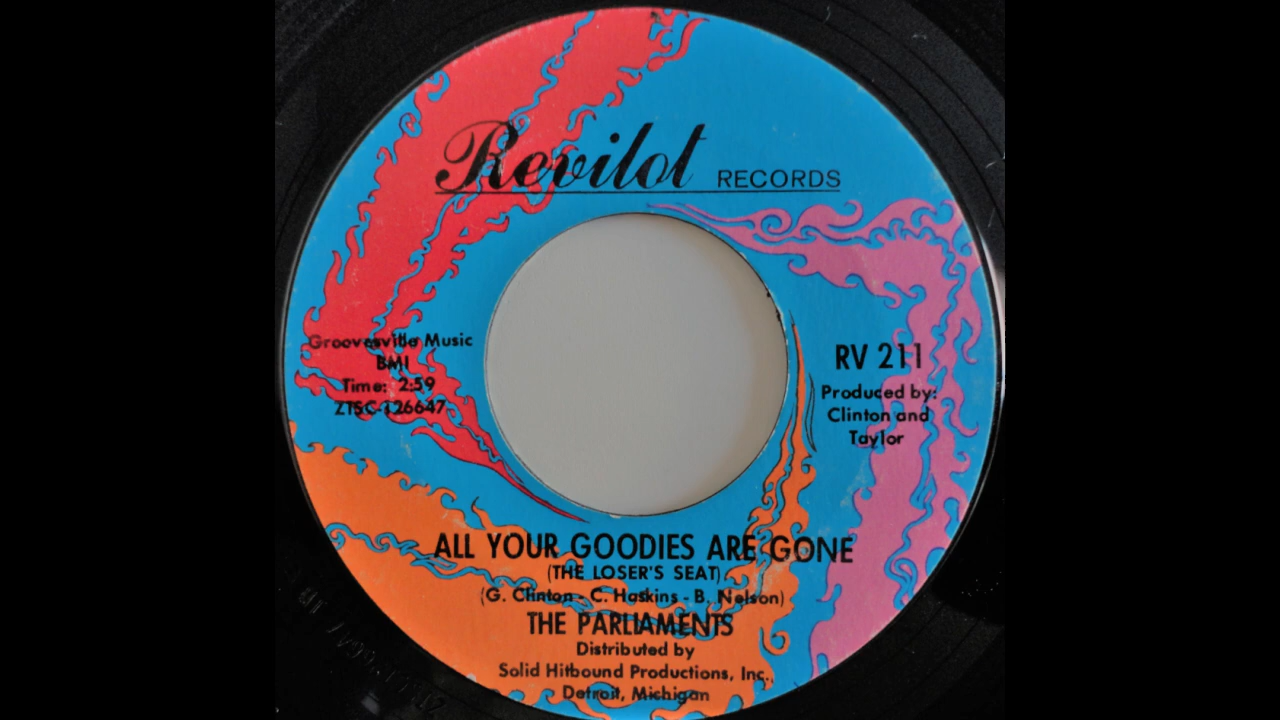 Revilot RECORDS
Groovesville Music
BMI
Time: 2:59
ZTSC-126647
RV 211
Produced by:
Clinton and
Taylor
ALL YOUR GOODIES ARE GONE
(THE LOSER'S SEAT)
(G. Clinton - C. Haskins - B. Nelson)
THE PARLIAMENTS
Distributed by
Solid Hitbound Productions, Inc.,
Detroit, Michigan